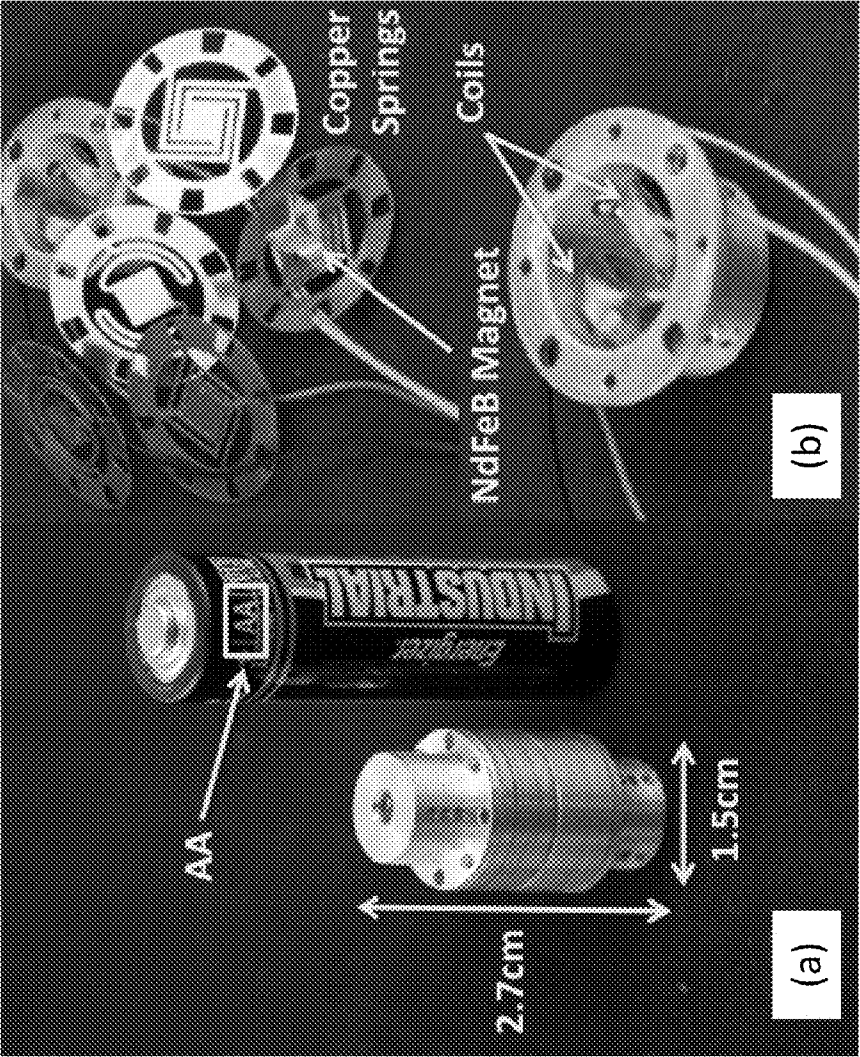 AA
AA
INDUSTRIAL
Energizer
2.7cm
1.5cm
(a)
Copper
Springs
Coils
NdFeB Magnet
(b)